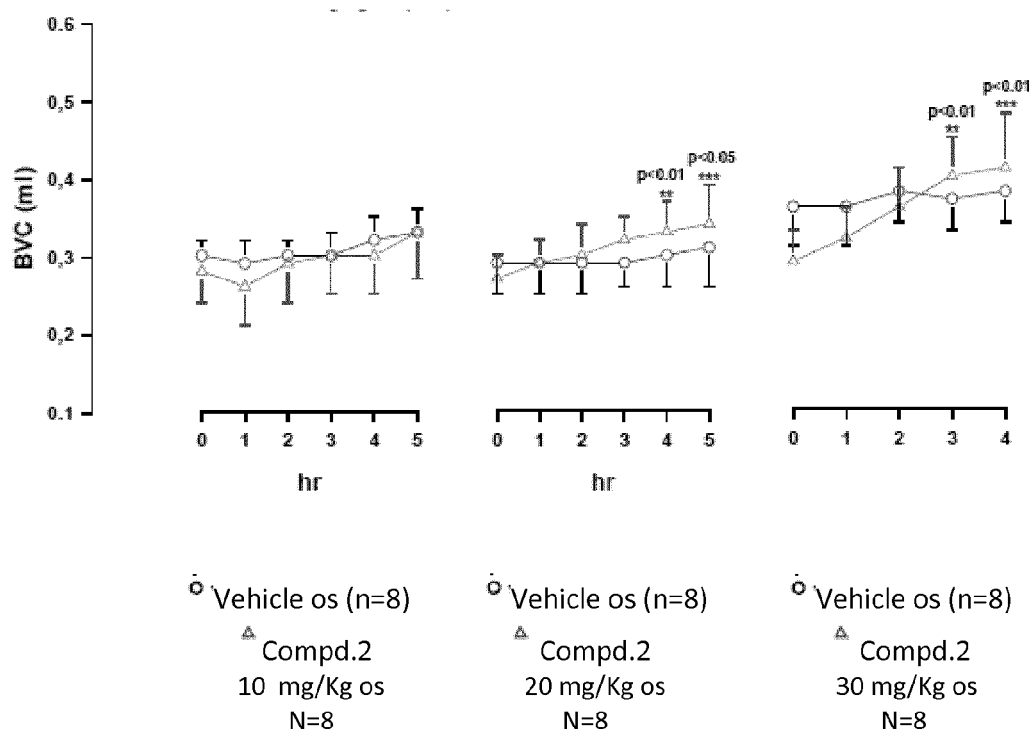 0.6
0,5
0,4
0,3
0,2
0.1
BVC (ml)
p<0.01
**
p<0.05
***
p<0.01
**
p<0.01
***
0 1 2 3 4 5
0 1 2 3 4 5
0 1 2 3 4
hr
hr
Vehicle os (n=8)
Compd.2
10 mg/Kg os
N=8
Vehicle os (n=8)
Compd.2
20 mg/Kg os
N=8
Vehicle os (n=8)
Compd.2
30 mg/Kg os
N=8